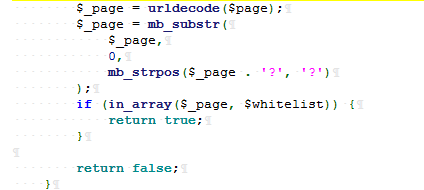 $_page = urldecode($page);
$_page = mb_substr(
$_page,
0,
mb_strpos($_page . '?', '?')
);
if (in_array($_page, $whitelist)) {
return true;
}
return false;
}